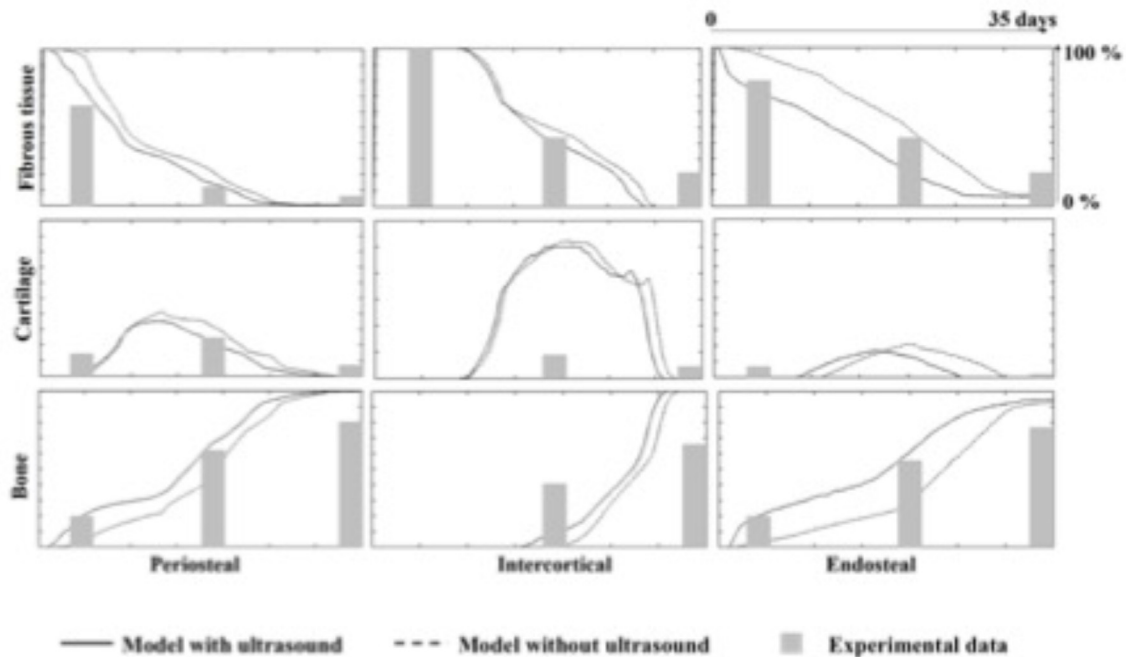 0 35 days
100 %
Fibrous tissue
0 %
Cartilage
Bone
Periosteal Intercortical Endosteal
Model with ultrasound Model without ultrasound Experimental data